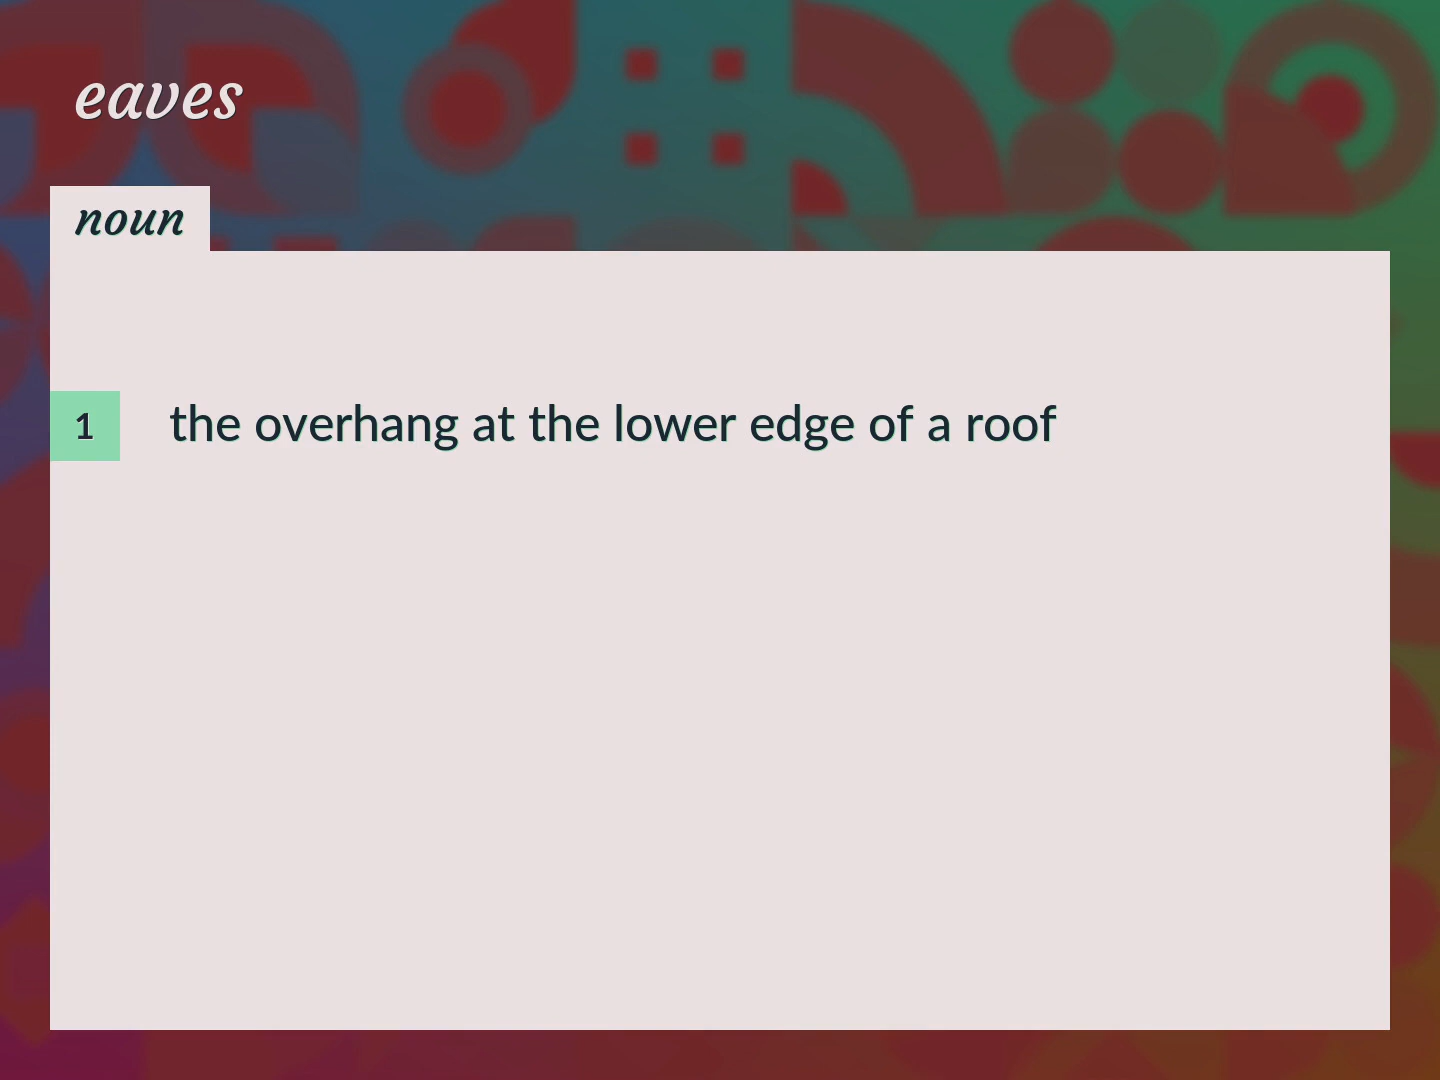 eaves
noun
1 the overhang at the lower edge of a roof